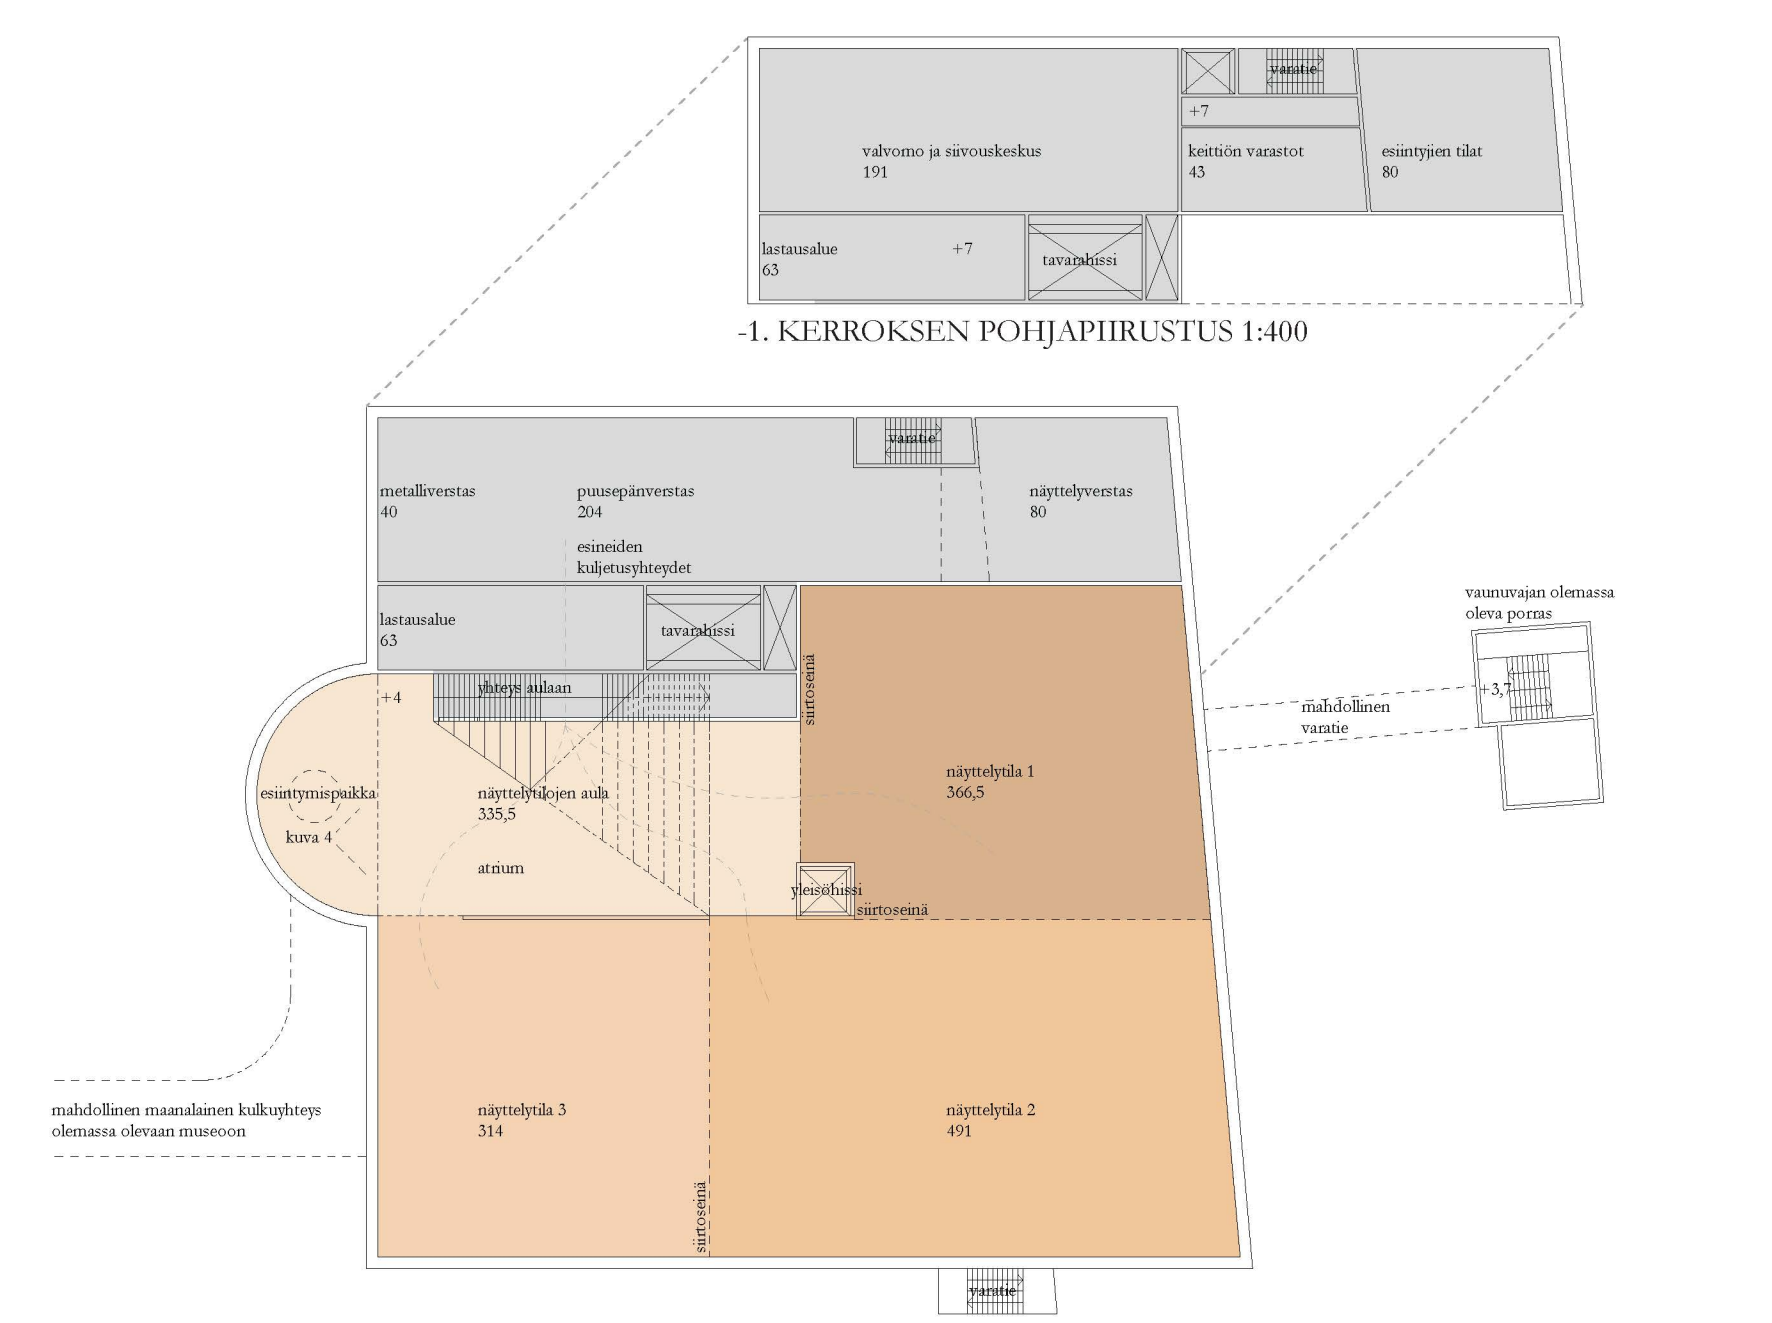 varatie
+7
valvomo ja siivouskeskus
191
keittiön varastot
43
esiintyjien tilat
80
lastausalue
63
+7
tavarahissi
-1. KERROKSEN POHJAPIIRUSTUS 1:400
varatie
metalliverstas
40
puusepänverstas
204
näyttelyverstas
80
esineiden
kuljetusyhteydet
lastausalue
63
tavarahissi
siirtoseinä
+4
yhteys aulaan
vaunuvajan olemassa
oleva porras
+3,7
mahdollinen
varatie
näyttelytila 1
366,5
esiintymispaikka
näyttelytilojen aula
335,5
kuva 4
atrium
yleisöhissi
siirtoseinä
mahdollinen maanalainen kulkuyhteys
olemassa olevaan museoon
näyttelytila 3
314
näyttelytila 2
491
siirtoseinä
varatie